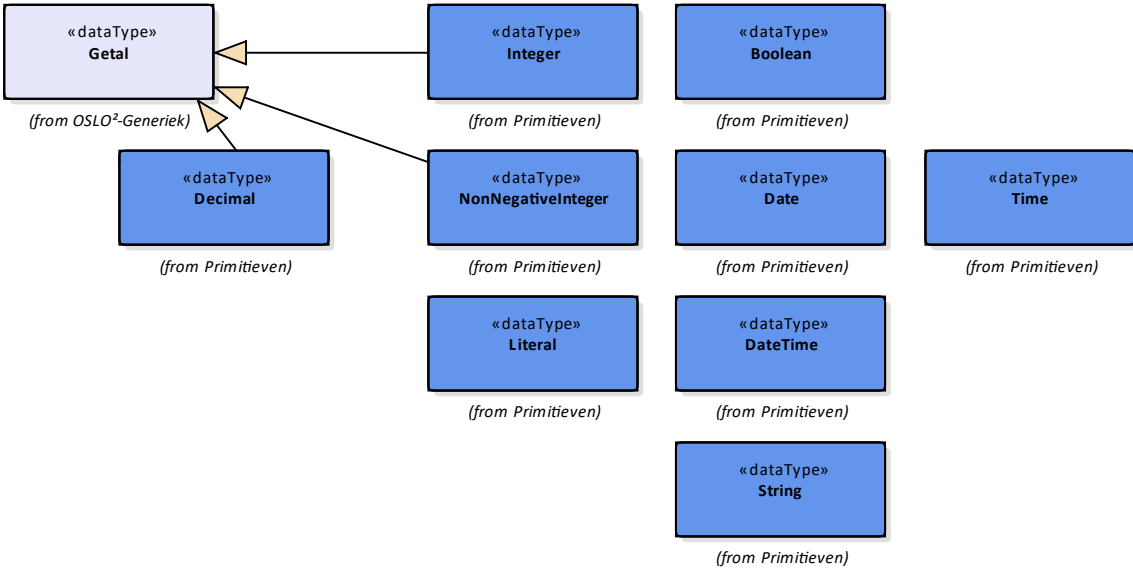 «dataType»
Getal
(from OSLO²-Generiek)
«dataType»
Integer
(from Primitieven)
«dataType»
Boolean
(from Primitieven)
«dataType»
Decimal
(from Primitieven)
«dataType»
NonNegativeInteger
(from Primitieven)
«dataType»
Date
(from Primitieven)
«dataType»
Time
(from Primitieven)
«dataType»
Literal
(from Primitieven)
«dataType»
DateTime
(from Primitieven)
«dataType»
String
(from Primitieven)